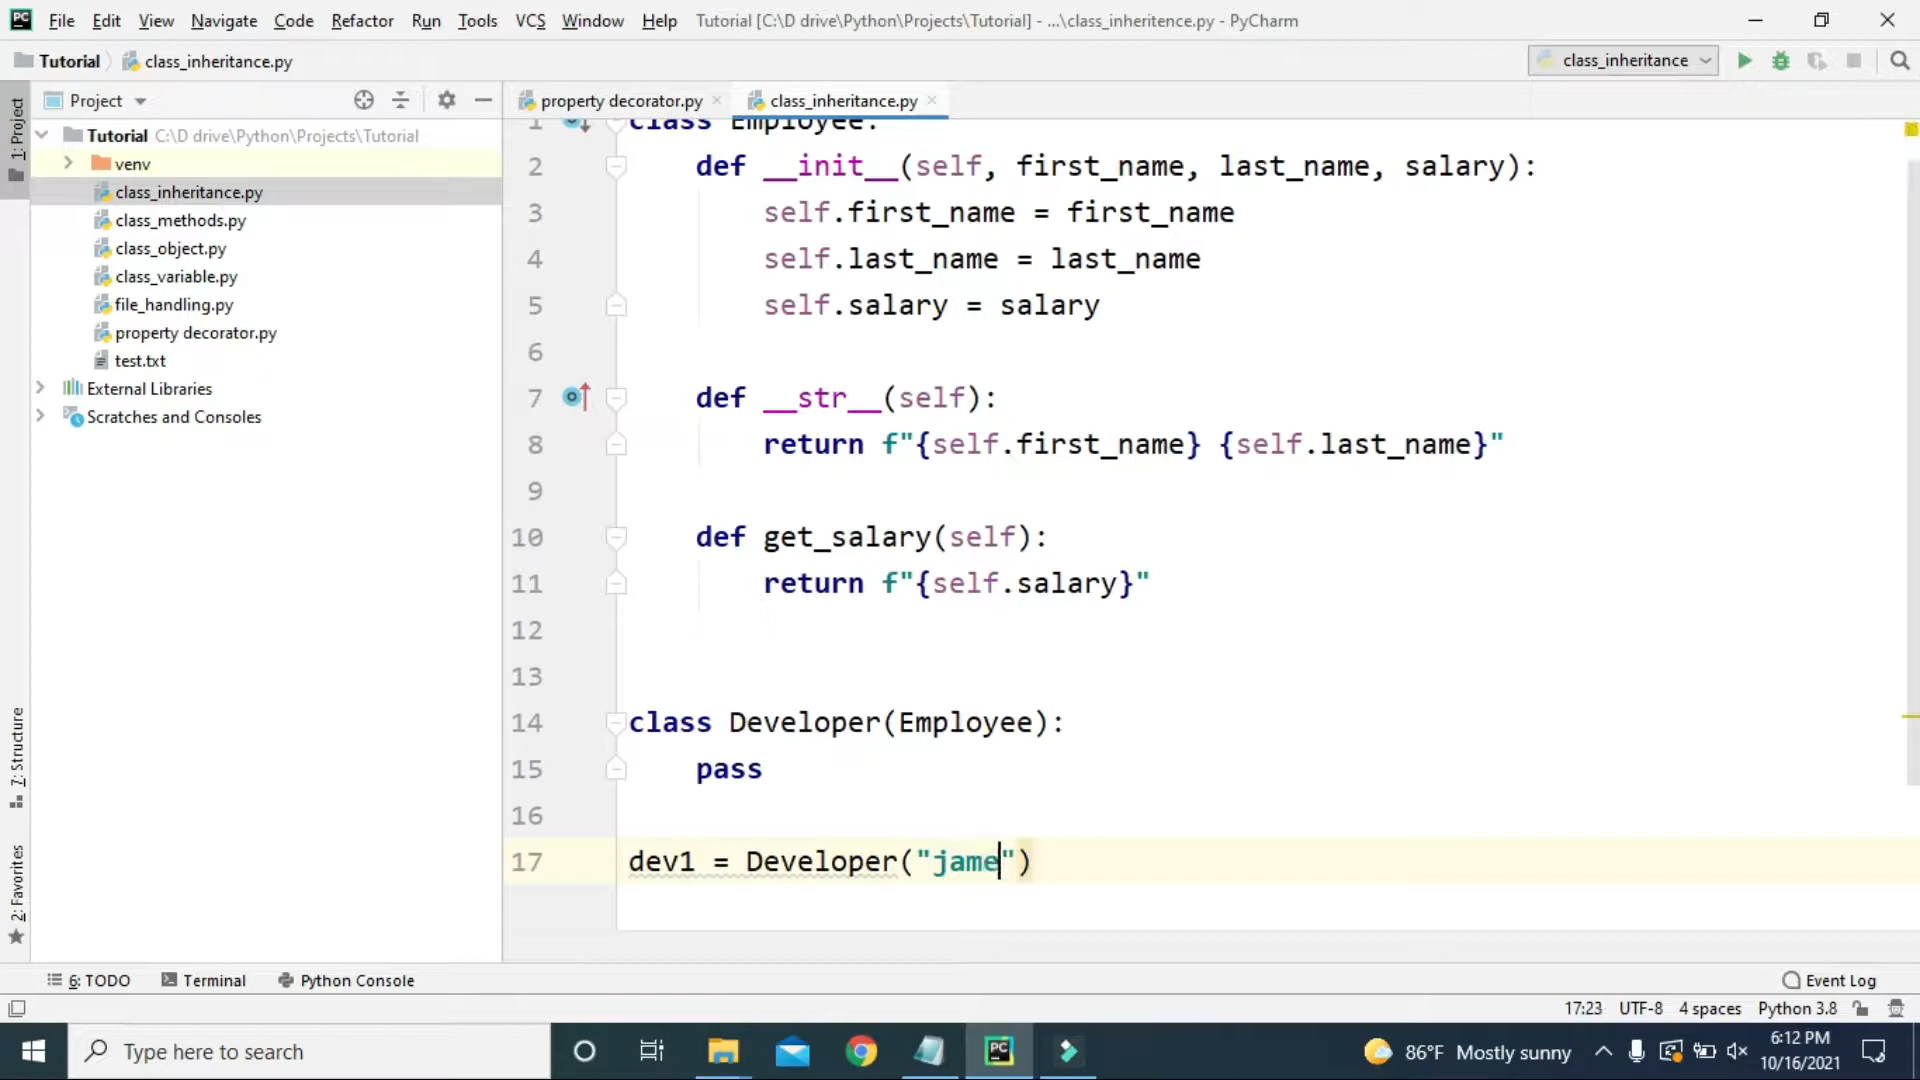 PC File Edit View Navigate Code Refactor Run Tools VCS Window Help Tutorial [C:\D drive\Python\Projects\Tutorial] - ...\class_inheritence.py - PyCharm
Tutorial class_inheritance.py class_inheritance
1: Project
Project
Tutorial C:\D drive\Python\Projects\Tutorial
venv
class_inheritance.py
class_methods.py
class_object.py
class_variable.py
file_handling.py
property decorator.py
test.txt
External Libraries
Scratches and Consoles
7: Structure
2: Favorites
property decorator.py class_inheritance.py
1 class Employee:
2 def __init__(self, first_name, last_name, salary):
3 self.first_name = first_name
4 self.last_name = last_name
5 self.salary = salary
6
7 def __str__(self):
8 return f"{self.first_name} {self.last_name}"
9
10 def get_salary(self):
11 return f"{self.salary}"
12
13
14 class Developer(Employee):
15 pass
16
17 dev1 = Developer("jame")
6: TODO Terminal Python Console Event Log
17:23 UTF-8 4 spaces Python 3.8
Type here to search PC 86°F Mostly sunny 6:12 PM
10/16/2021